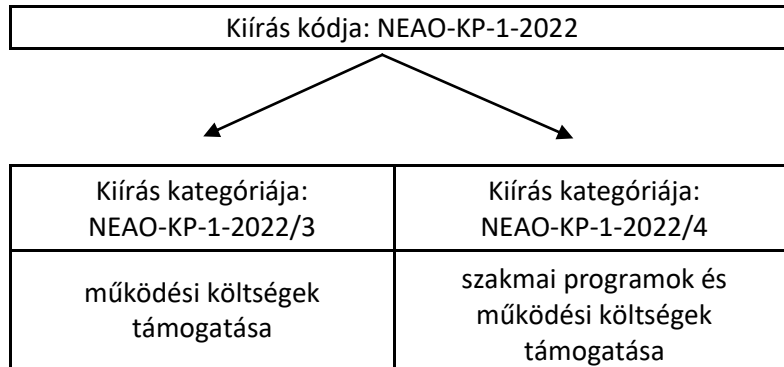 Kiírás kódja: NEAO-KP-1-2022
Kiírás kategóriája:
NEAO-KP-1-2022/3
Kiírás kategóriája:
NEAO-KP-1-2022/4
működési költségek
támogatása
szakmai programok és
működési költségek
támogatása